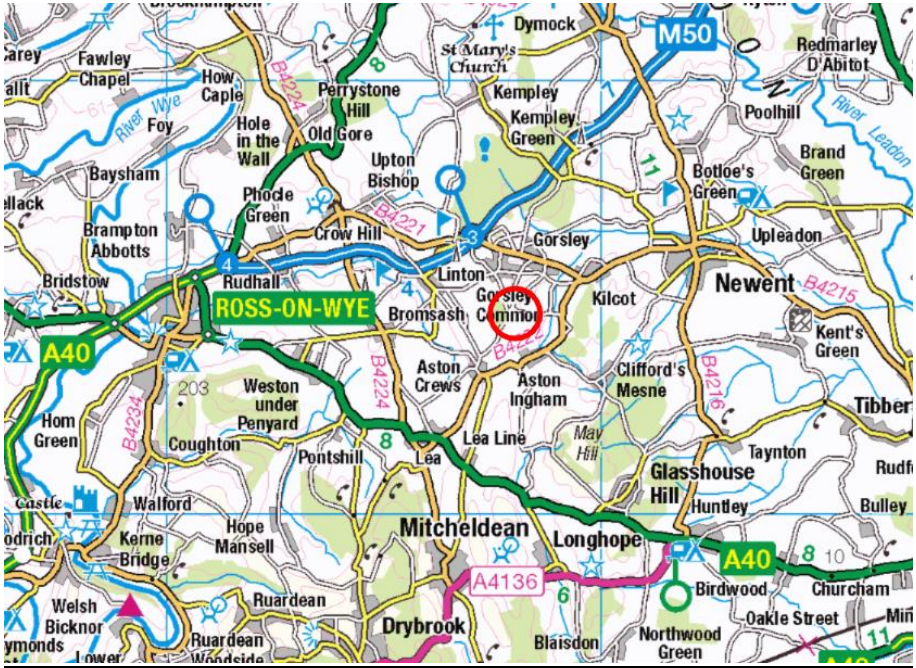 Dymock
St Mary's
Church
M50
Redmarley
D'Abitot
Fawley
Chapel
How
Caple
B4224
8
Perrystone
Hill
Kempley
7
Poolhill
River Leadon
River Wye
Foy
Hole
in the
Wall
Old Gore
Kempley
Green
Baysham
Upton
Bishop
11
Botloe's
Green
Brand
Green
Phocle
Green
Brampton
Abbotts
B4221
Crow Hill
3
Gorsley
Upleadon
4
Rudhall
Linton
4
Newent
B4215
Bridstow
ROSS-ON-WYE
Bromsash
Gorsley
Common
Kilcot
B4222
Kent's
Green
A40
Aston
Crews
Aston
Ingham
Clifford's
Mesne
B4216
203
Weston
under
Penyard
B4224
B4234
Hom
Green
Coughton
Pontshill
8
Lea
Lea Line
May
Hill
Taynton
Glasshouse
Hill
Huntley
Bulley
Castle
Walford
Kerne
Bridge
Hope
Mansell
Mitcheldean
Longhope
A40
8
10
Birdwood
Churcham
A4136
6
Welsh
Bicknor
Ruardean
Drybrook
Oakle Street
11
Ruardean
Woodside
Blaisdon
Northwood
Green
Lower